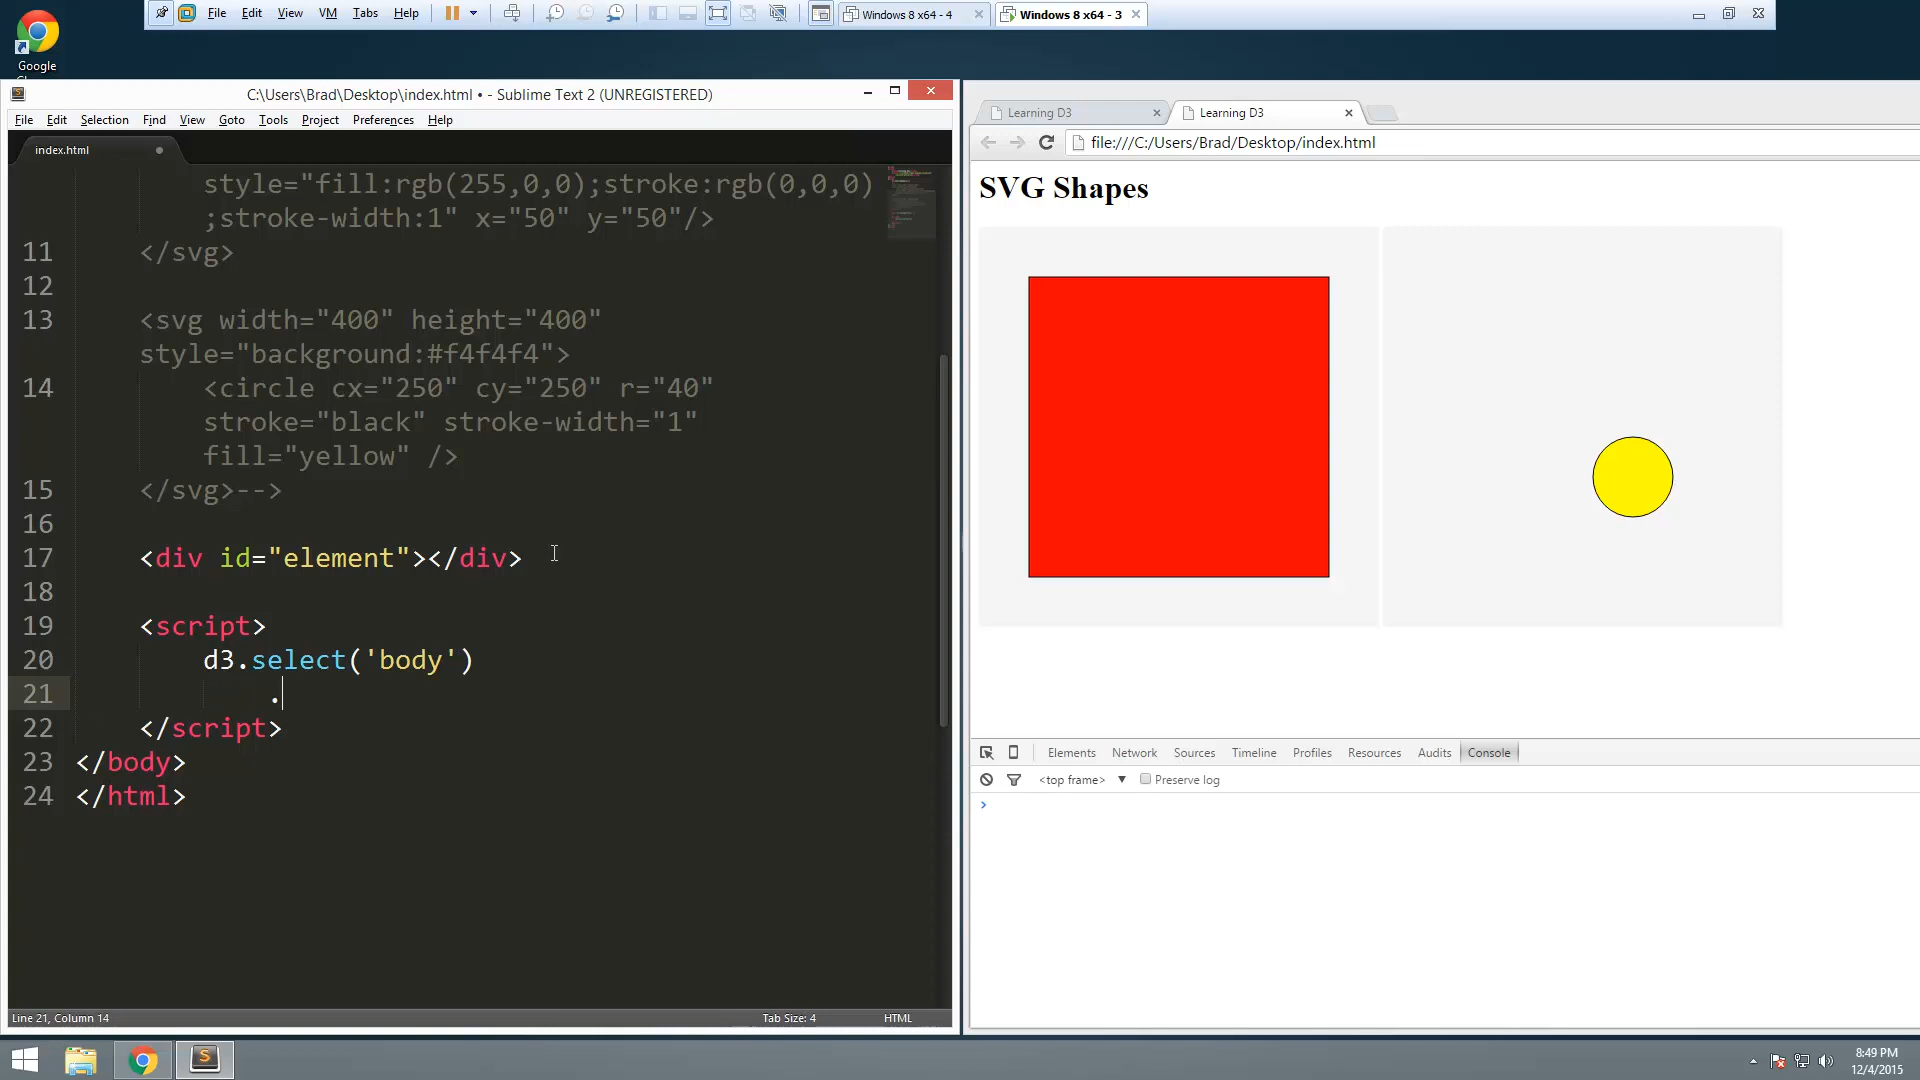 File Edit View VM Tabs Help
Windows 8 x64 - 4
Windows 8 x64 - 3
Google
C:\Users\Brad\Desktop\index.html • - Sublime Text 2 (UNREGISTERED)
File Edit Selection Find View Goto Tools Project Preferences Help
index.html
style="fill:rgb(255,0,0);stroke:rgb(0,0,0)
;stroke-width:1" x="50" y="50"/>
11 </svg>
12
13 <svg width="400" height="400"
style="background:#f4f4f4">
14 <circle cx="250" cy="250" r="40"
stroke="black" stroke-width="1"
fill="yellow" />
15 </svg>-->
16
17 <div id="element"></div>
18
19 <script>
20 d3.select('body')
21 .
22 </script>
23 </body>
24 </html>
Line 21, Column 14
Tab Size: 4
HTML
Learning D3
Learning D3
file:///C:/Users/Brad/Desktop/index.html
SVG Shapes
Elements Network Sources Timeline Profiles Resources Audits Console
<top frame> ▼ Preserve log
>
8:49 PM
12/4/2015